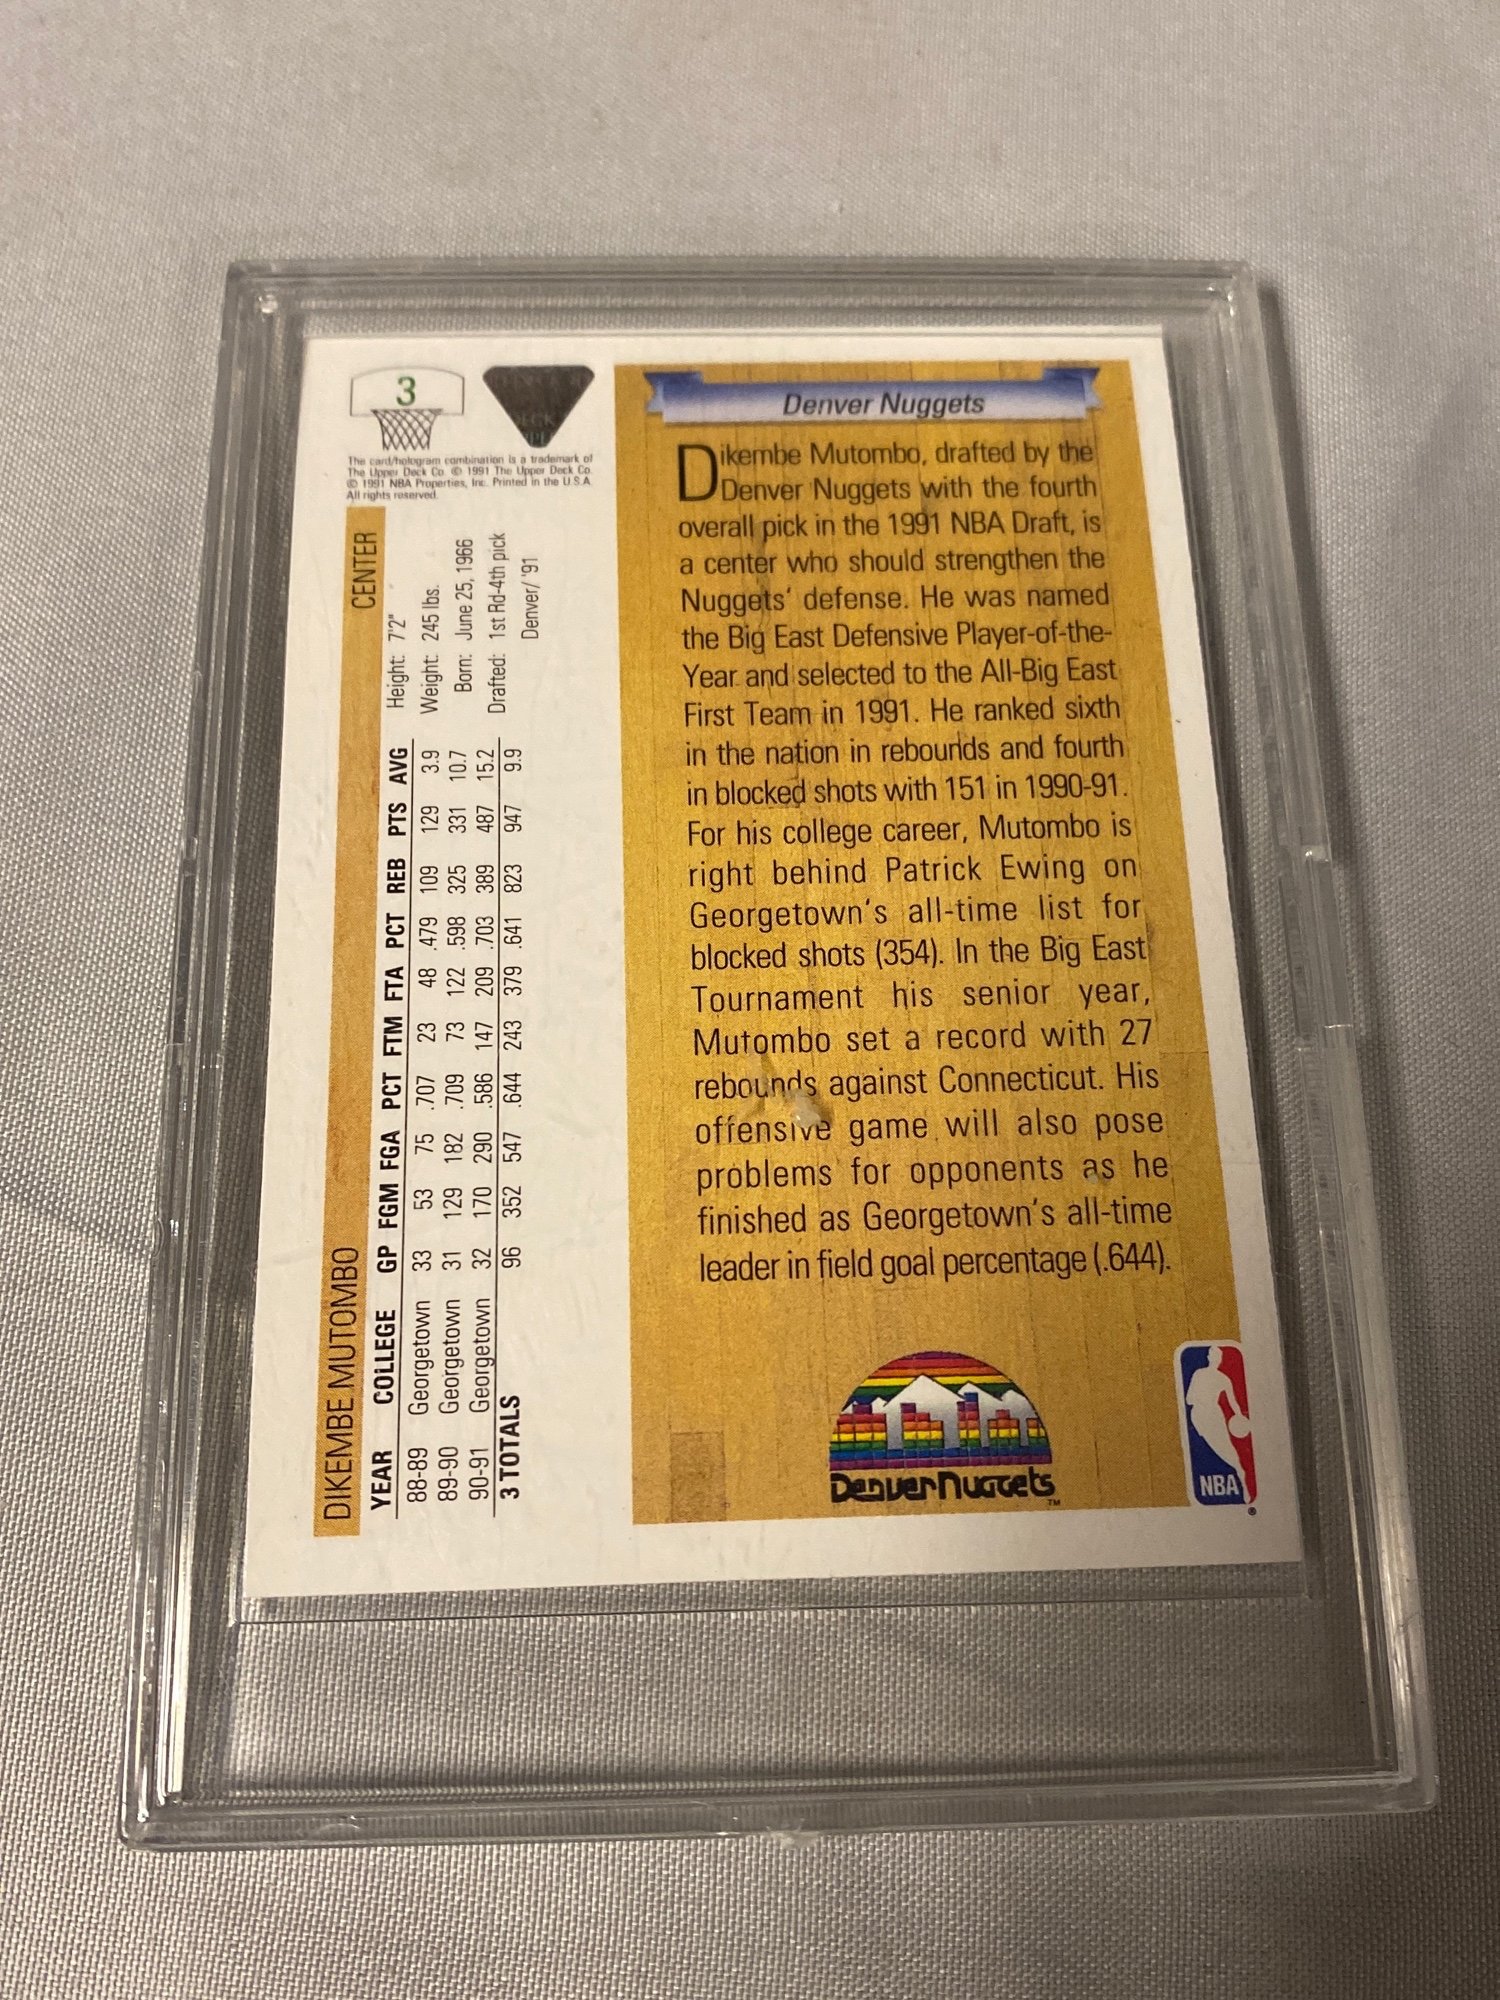 3
The card/hologram combination is a trademark of
The Upper Deck Co. © 1991 The Upper Deck Co.
© 1991 NBA Properties, Inc. Printed in the U.S.A.
All rights reserved.
DIKEMBE MUTOMBO CENTER
Height: 7'2"
Weight: 245 lbs.
Born: June 25, 1966
Drafted: 1st Rd-4th pick
Denver/ '91
YEAR COLLEGE GP FGM FGA PCT FTM FTA PCT REB PTS AVG
88-89 Georgetown 33 53 75 .707 23 48 .479 109 129 3.9
89-90 Georgetown 31 129 182 .709 73 122 .598 325 331 10.7
90-91 Georgetown 32 170 290 .586 147 209 .703 389 487 15.2
3 TOTALS 96 352 547 .644 243 379 .641 823 947 9.9
Denver Nuggets
Dikembe Mutombo, drafted by the
Denver Nuggets with the fourth
overall pick in the 1991 NBA Draft, is
a center who should strengthen the
Nuggets' defense. He was named
the Big East Defensive Player-of-the-
Year and selected to the All-Big East
First Team in 1991. He ranked sixth
in the nation in rebounds and fourth
in blocked shots with 151 in 1990-91.
For his college career, Mutombo is
right behind Patrick Ewing on
Georgetown's all-time list for
blocked shots (354). In the Big East
Tournament his senior year,
Mutombo set a record with 27
rebounds against Connecticut. His
offensive game will also pose
problems for opponents as he
finished as Georgetown's all-time
leader in field goal percentage (.644).
Denver Nuggets TM
NBA ®